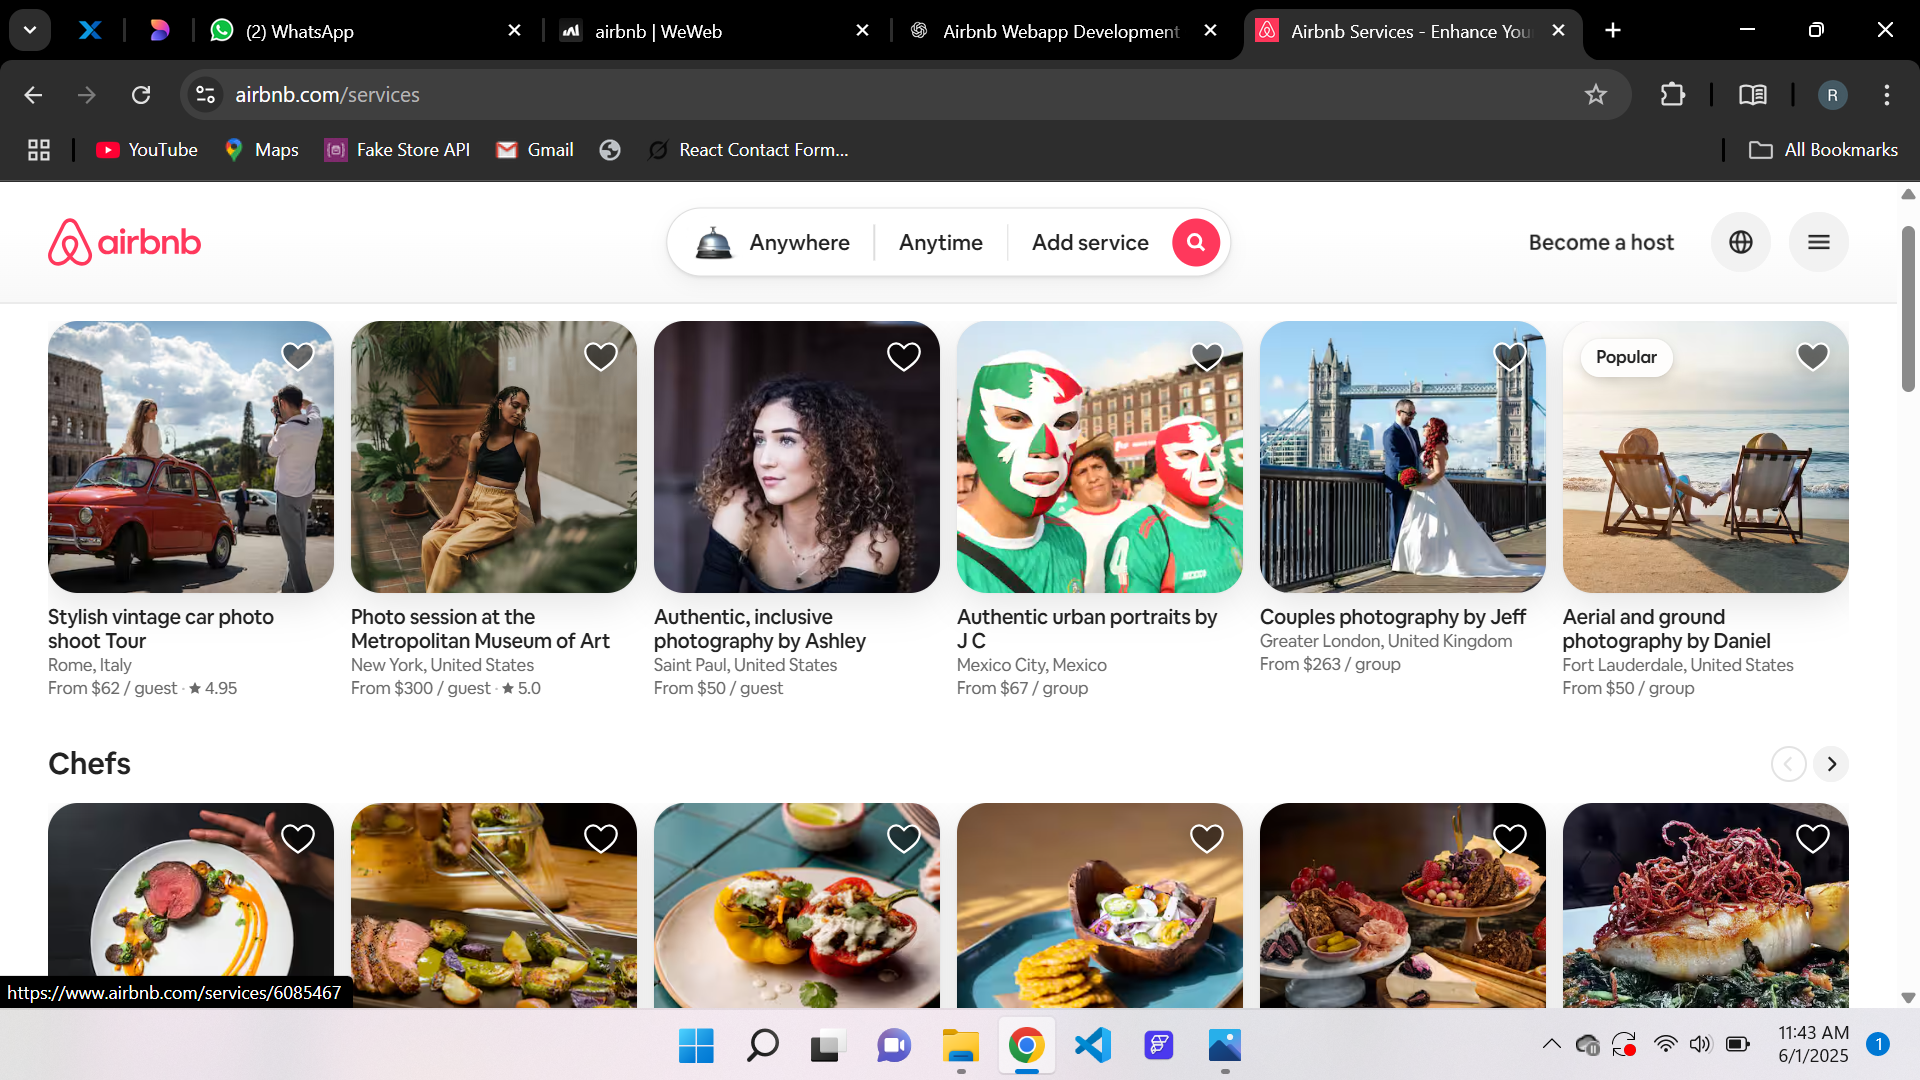 (2) WhatsApp
airbnb | WeWeb
Airbnb Webapp Development
Airbnb Services - Enhance You
airbnb.com/services
R
YouTube
Maps
Fake Store API
Gmail
React Contact Form...
All Bookmarks
airbnb
Anywhere
Anytime
Add service
Become a host
Popular
Stylish vintage car photo
shoot Tour
Rome, Italy
From $62 / guest · ★ 4.95
Photo session at the
Metropolitan Museum of Art
New York, United States
From $300 / guest · ★ 5.0
Authentic, inclusive
photography by Ashley
Saint Paul, United States
From $50 / guest
Authentic urban portraits by
J C
Mexico City, Mexico
From $67 / group
Couples photography by Jeff
Greater London, United Kingdom
From $263 / group
Aerial and ground
photography by Daniel
Fort Lauderdale, United States
From $50 / group
Chefs
https://www.airbnb.com/services/6085467
11:43 AM
6/1/2025
1